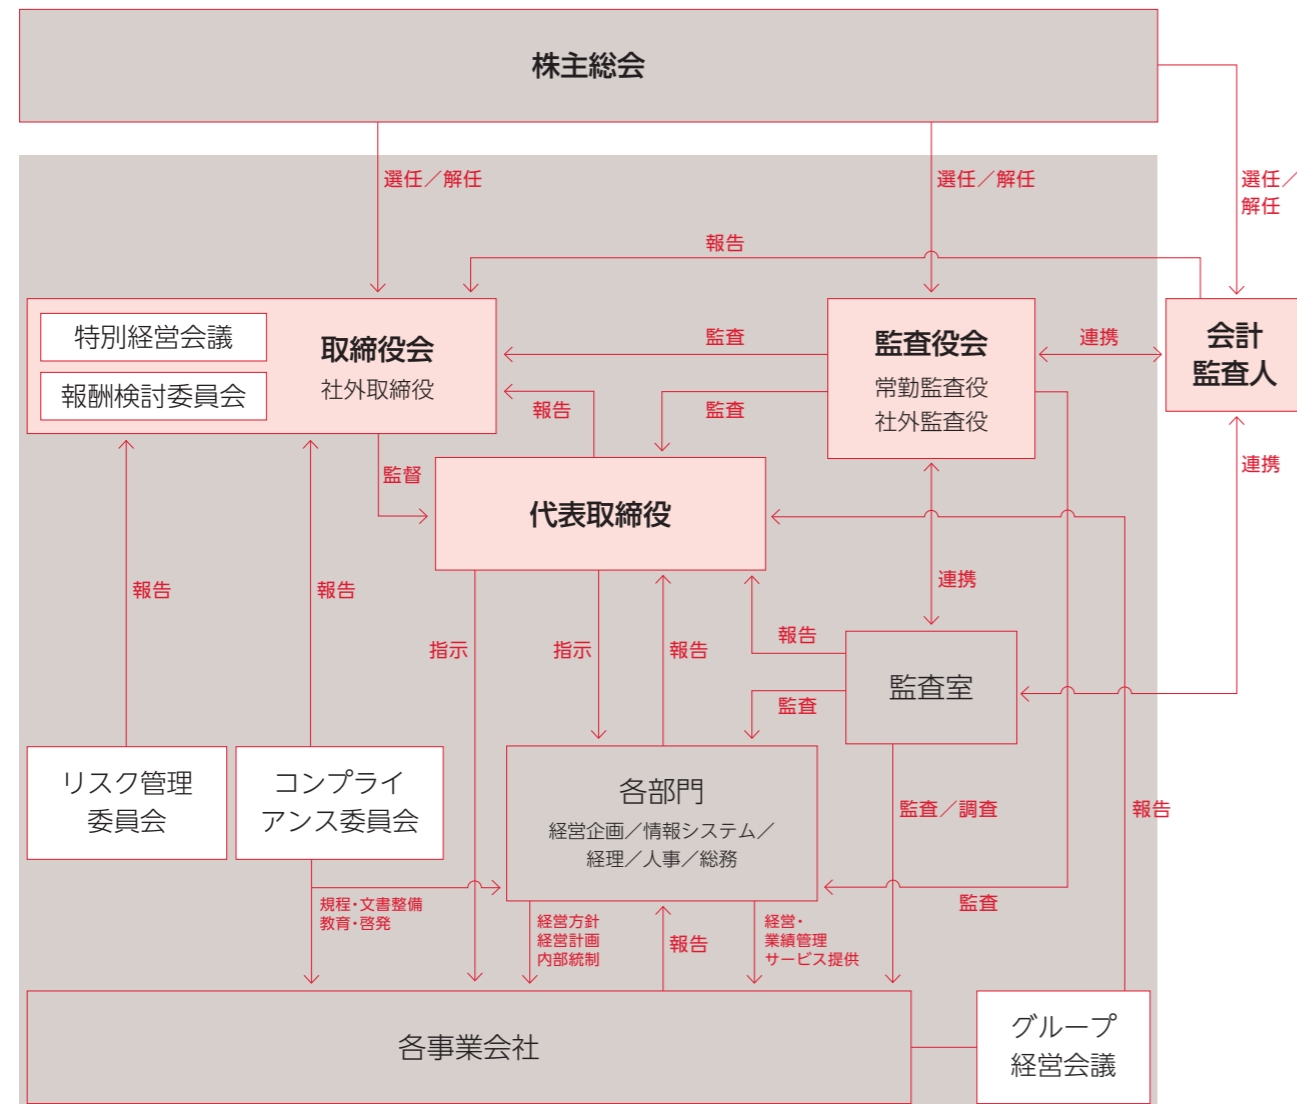 株主総会
選任／解任
選任／解任
選任／
解任
報告
特別経営会議
報酬検討委員会
取締役会
社外取締役
監査
監査役会
常勤監査役
社外監査役
連携
会計
監査人
報告
監査
監督
代表取締役
連携
連携
報告
報告
指示
指示
報告
報告
監査室
監査
リスク管理
委員会
コンプライ
アンス委員会
各部門
経営企画／情報システム／
経理／人事／総務
監査／調査
報告
監査
規程・文書整備
教育・啓発
経営方針
経営計画
内部統制
報告
経営・
業績管理
サービス提供
各事業会社
グループ
経営会議